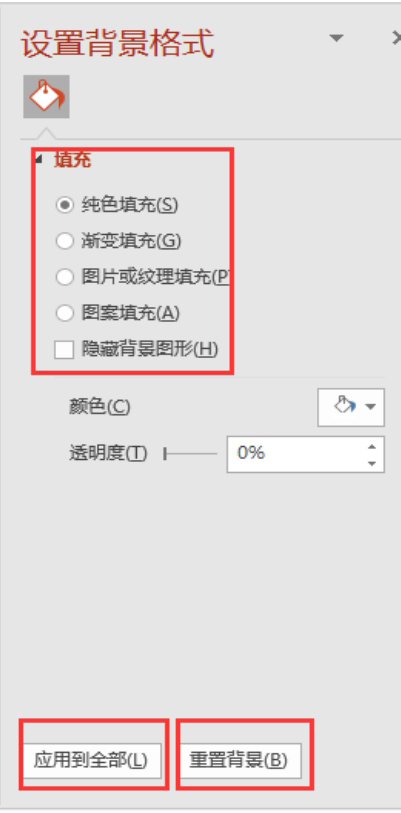 设置背景格式
填充
纯色填充(S)
渐变填充(G)
图片或纹理填充(P
图案填充(A)
隐藏背景图形(H)
颜色(C)
透明度(T) 0%
应用到全部(L) 重置背景(B)